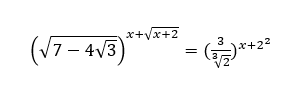 (√(7 − 4√3))^(x+√(x+2)) = (3/∛2)^(x+2²)